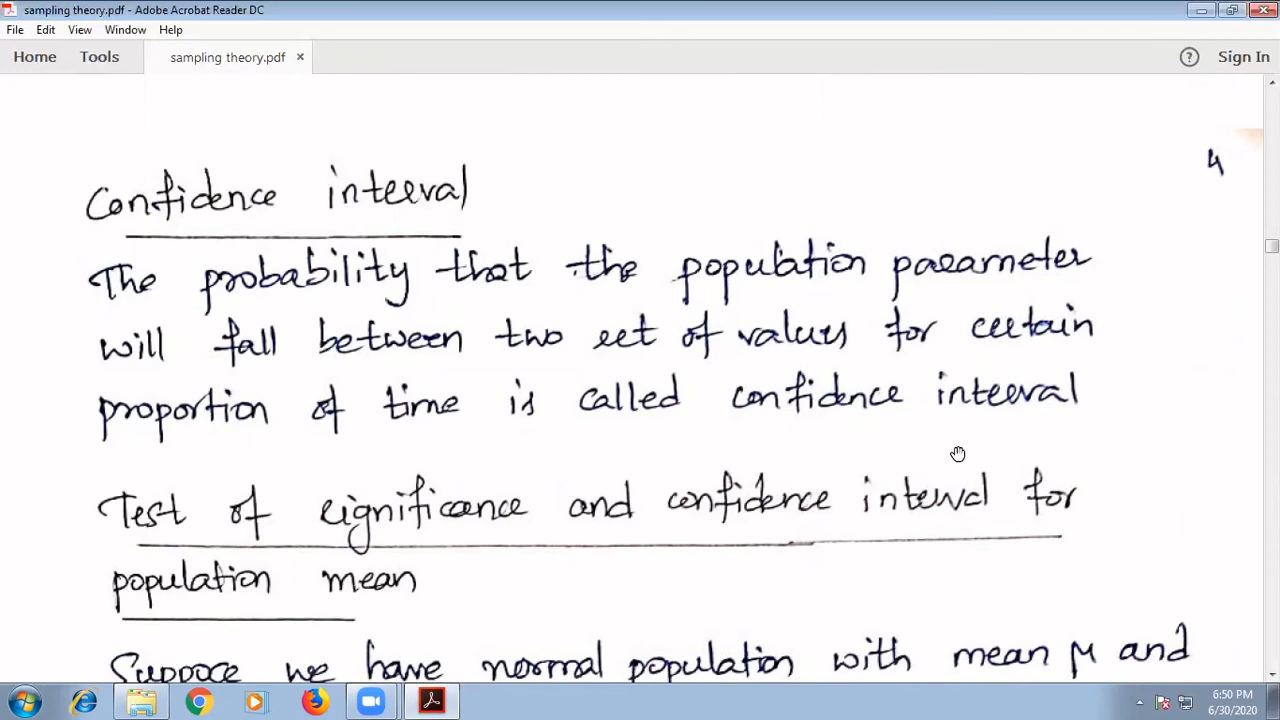 sampling theory.pdf - Adobe Acrobat Reader DC
File Edit View Window Help
Home Tools sampling theory.pdf × ? Sign In
4
Confidence interval
The probability that the population parameter
will fall between two set of values for certain
proportion of time is called confidence interval
Test of significance and confidence interval for
population mean
Suppose we have normal population with mean μ and
6:50 PM
6/30/2020